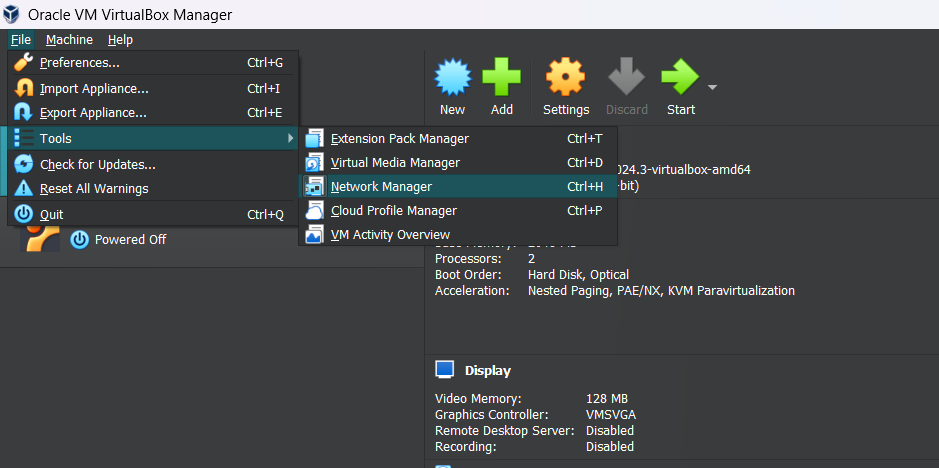 Oracle VM VirtualBox Manager
File Machine Help
Preferences... Ctrl+G
Import Appliance... Ctrl+I
Export Appliance... Ctrl+E
Tools
Check for Updates... 
Reset All Warnings
Quit Ctrl+Q
Extension Pack Manager Ctrl+T
Virtual Media Manager Ctrl+D
Network Manager Ctrl+H
Cloud Profile Manager Ctrl+P
VM Activity Overview
Powered Off
New Add Settings Discard Start
024.3-virtualbox-amd64
-bit)
Processors: 2
Boot Order: Hard Disk, Optical
Acceleration: Nested Paging, PAE/NX, KVM Paravirtualization
Display
Video Memory: 128 MB
Graphics Controller: VMSVGA
Remote Desktop Server: Disabled
Recording: Disabled